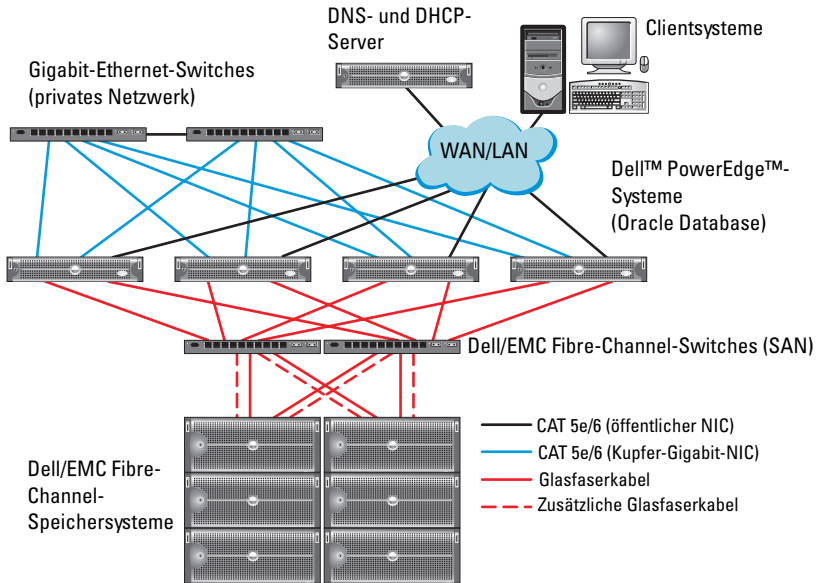 DNS- und DHCP-
Server
Clientsysteme
Gigabit-Ethernet-Switches
(privates Netzwerk)
WAN/LAN
Dell™ PowerEdge™-
Systeme
(Oracle Database)
Dell/EMC Fibre-Channel-Switches (SAN)
CAT 5e/6 (öffentlicher NIC)
CAT 5e/6 (Kupfer-Gigabit-NIC)
Glasfaserkabel
Zusätzliche Glasfaserkabel
Dell/EMC Fibre-
Channel-
Speichersysteme